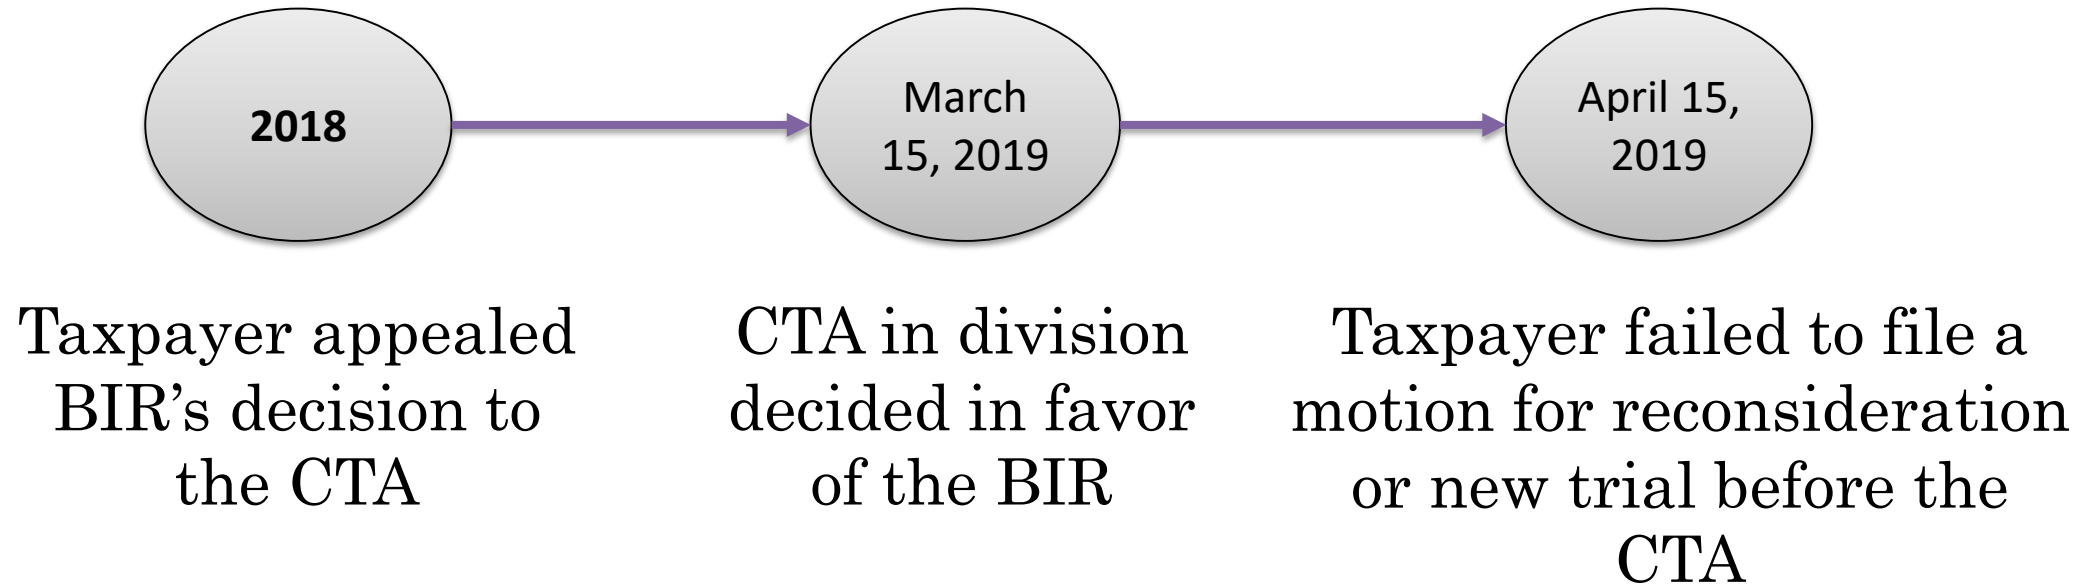 2018
March
15, 2019
April 15,
2019
Taxpayer appealed
BIR’s decision to
the CTA
CTA in division
decided in favor
of the BIR
Taxpayer failed to file a
motion for reconsideration
or new trial before the
CTA